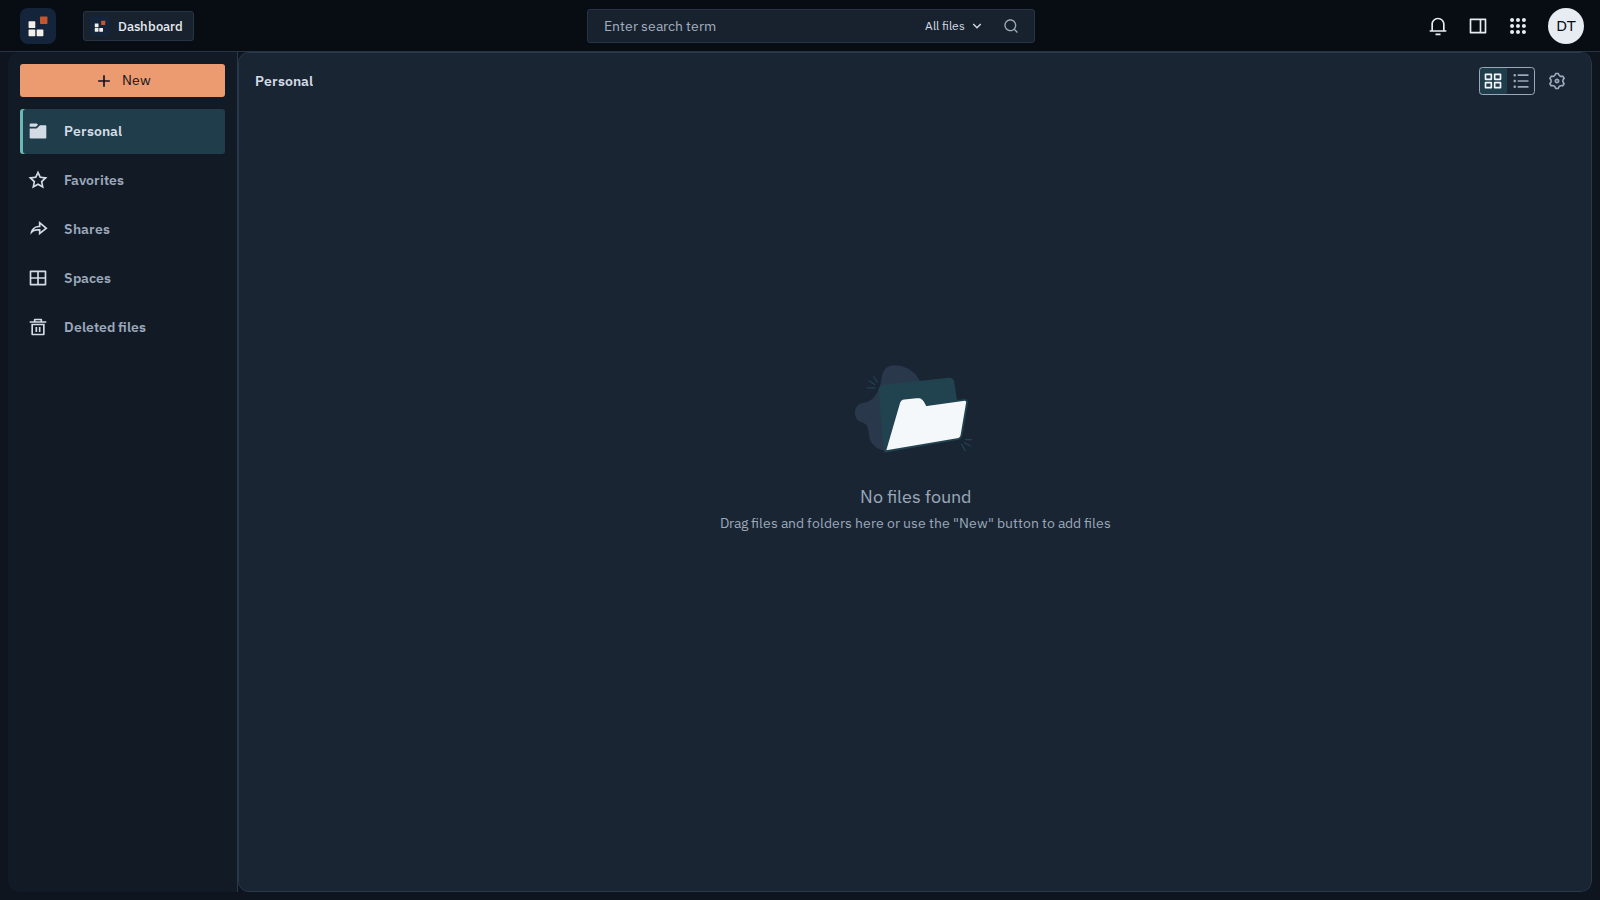 Dashboard
Enter search term
All files
DT
New
Personal
Favorites
Shares
Spaces
Deleted files
Personal
No files found
Drag files and folders here or use the "New" button to add files